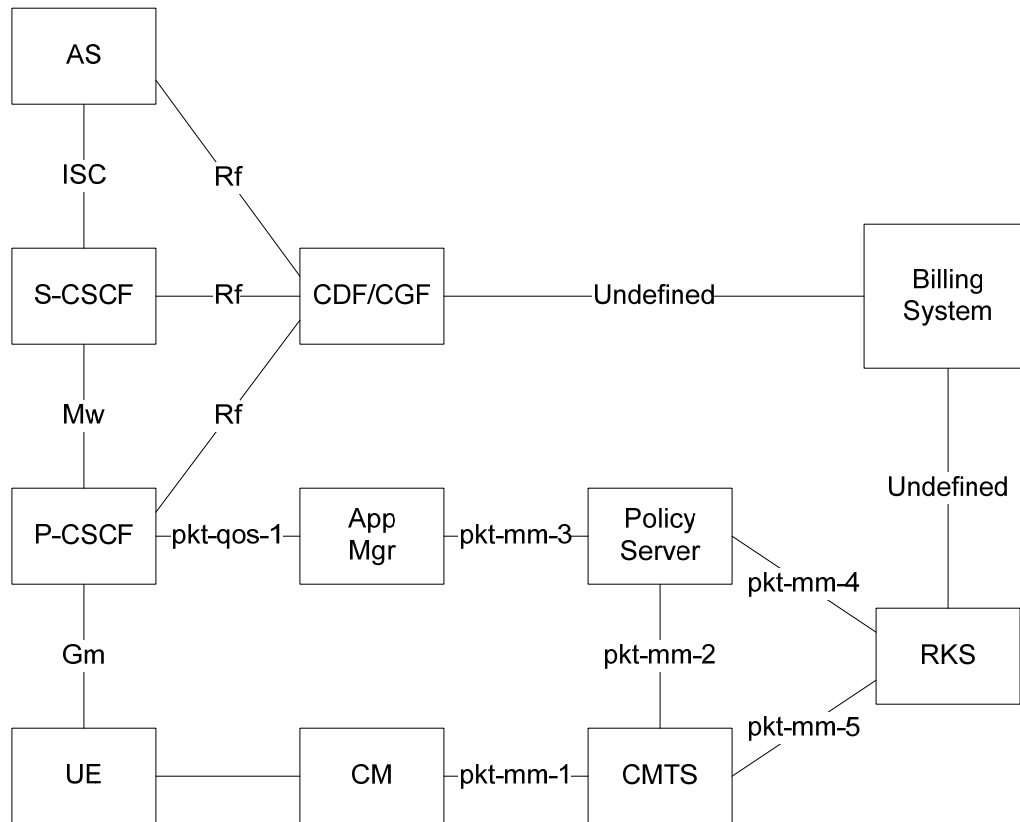 AS
ISC
Rf
S-CSCF
Rf
CDF/CGF
Undefined
Billing
System
Mw
Rf
Undefined
P-CSCF
pkt-qos-1
App
Mgr
pkt-mm-3
Policy
Server
pkt-mm-4
Gm
pkt-mm-2
RKS
pkt-mm-5
UE
CM
pkt-mm-1
CMTS